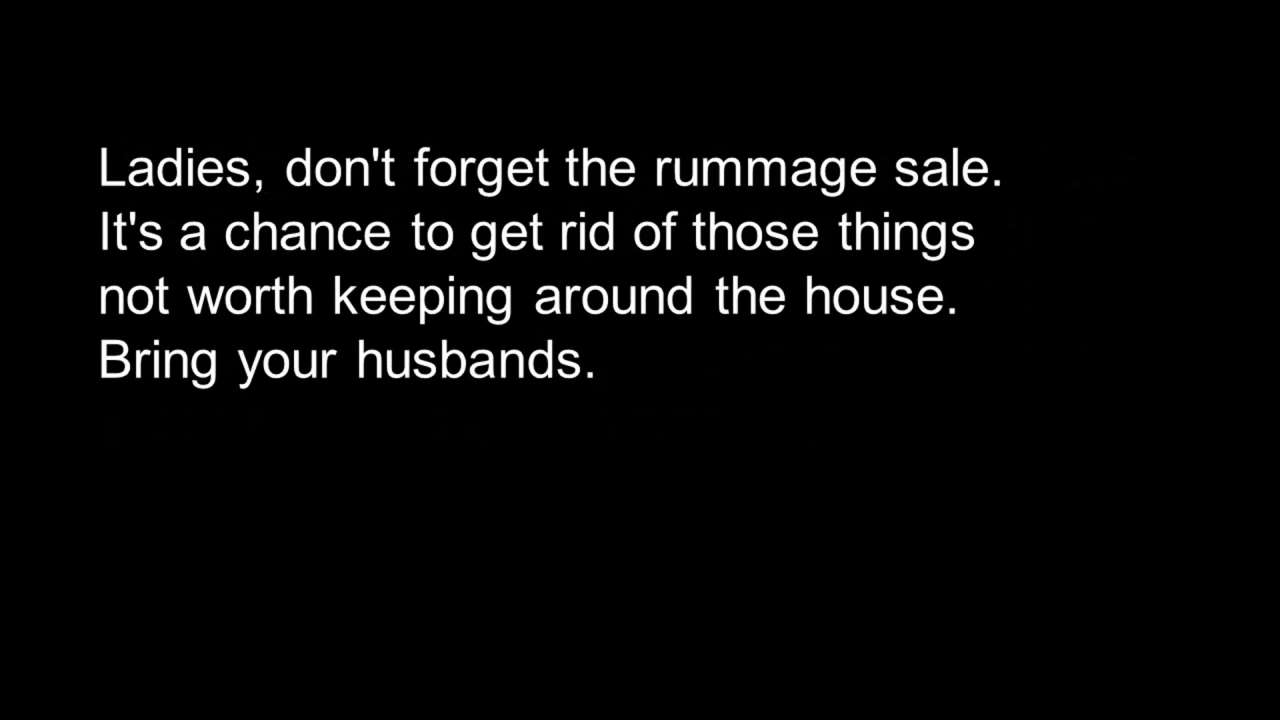 Ladies, don't forget the rummage sale.
It's a chance to get rid of those things
not worth keeping around the house.
Bring your husbands.